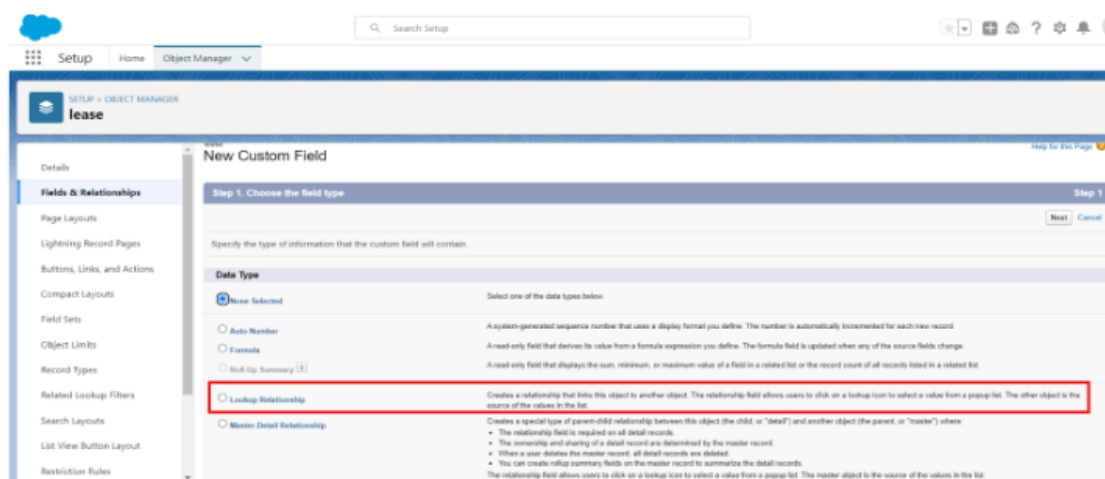 Search Setup
Setup
Home
Object Manager
SETUP > OBJECT MANAGER
lease
Details
Fields & Relationships
Page Layouts
Lightning Record Pages
Buttons, Links, and Actions
Compact Layouts
Field Sets
Object Limits
Record Types
Related Lookup Filters
Search Layouts
List View Button Layout
Restriction Rules
lease
New Custom Field
Help for this Page
Step 1. Choose the field type
Step 1
Next
Cancel
Specify the type of information that the custom field will contain.
Data Type
None Selected
Select one of the data types below.
Auto Number
A system-generated sequence number that uses a display format you define. The number is automatically incremented for each new record.
Formula
A read-only field that derives its value from a formula expression you define. The formula field is updated when any of the source fields change.
Roll-Up Summary
A read-only field that displays the sum, minimum, or maximum value of a field in a related list or the record count of all records listed in a related list.
Lookup Relationship
Creates a relationship that links this object to another object. The relationship field allows users to click on a lookup icon to select a value from a popup list. The other object is the
source of the values in the list.
Master-Detail Relationship
Creates a special type of parent-child relationship between this object (the child, or "detail") and another object (the parent, or "master") where:
• The relationship field is required on all detail records.
• The ownership and sharing of a detail record are determined by the master record.
• When a user deletes the master record, all detail records are deleted.
• You can create rollup summary fields on the master record to summarize the detail records.
The relationship field allows users to click on a lookup icon to select a value from a popup list. The master object is the source of the values in the list.